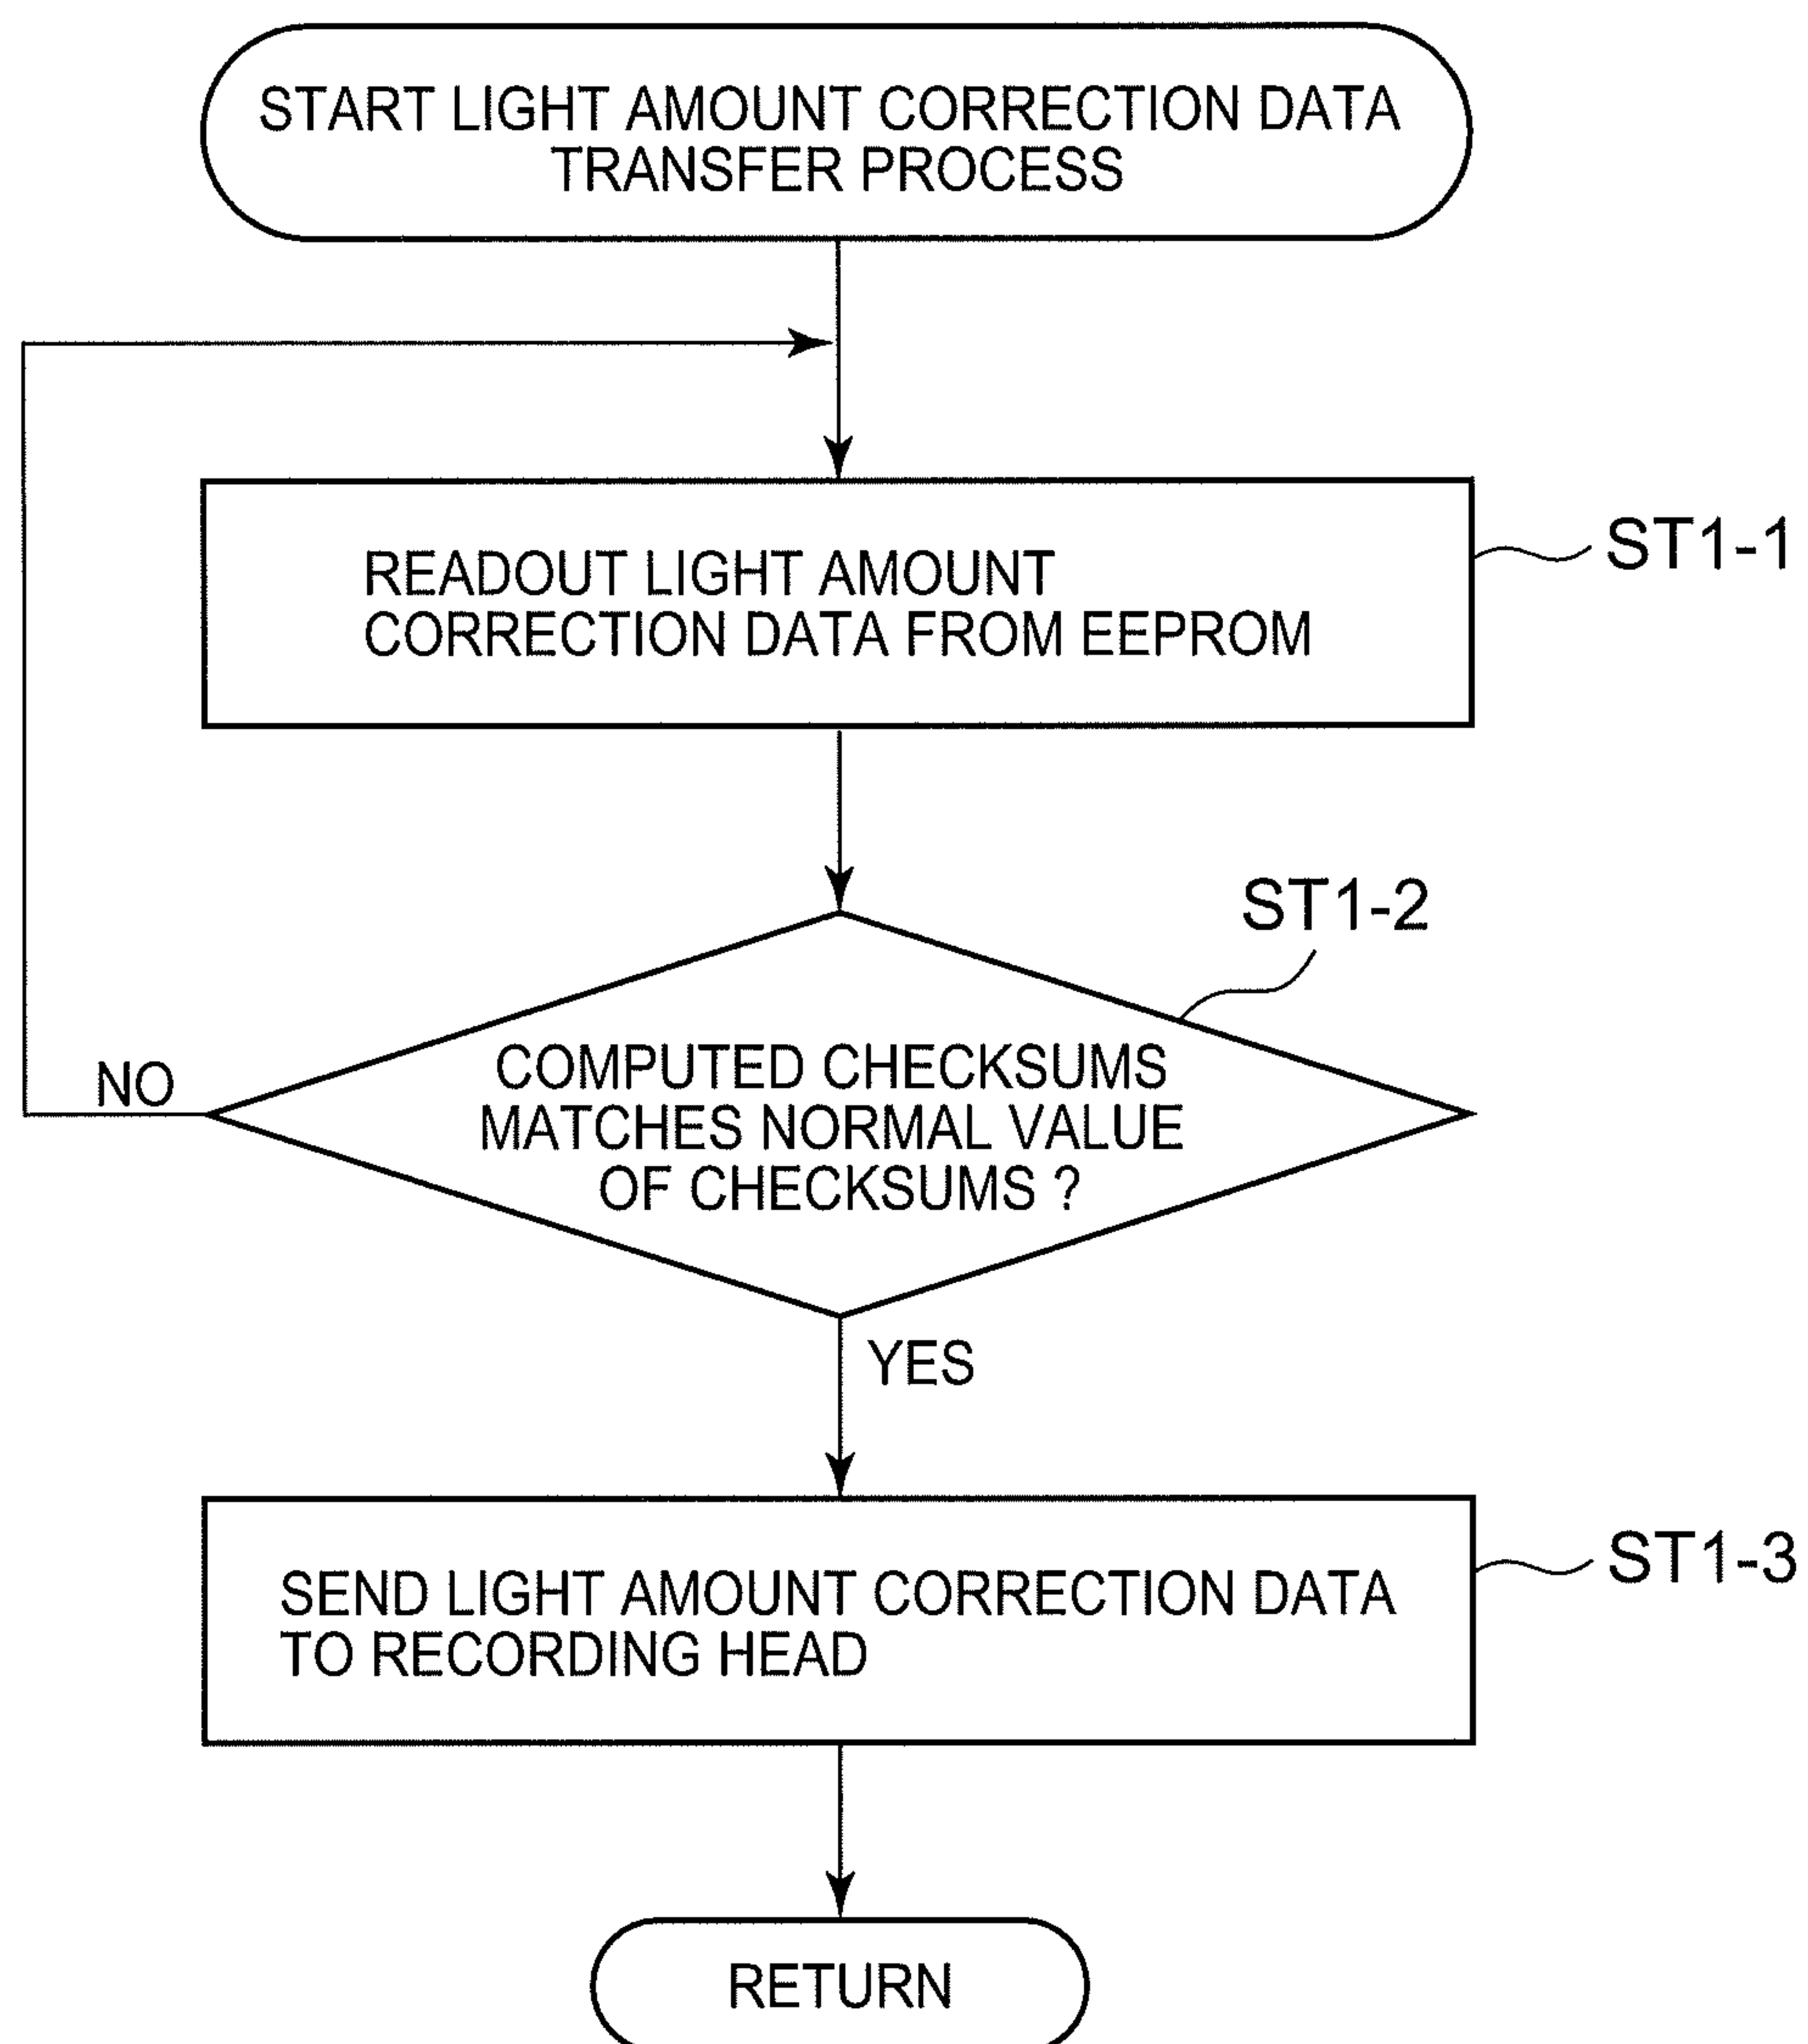 START LIGHT AMOUNT CORRECTION DATA
TRANSFER PROCESS
READOUT LIGHT AMOUNT
CORRECTION DATA FROM EEPROM
ST1-1
ST1-2
COMPUTED CHECKSUMS
MATCHES NORMAL VALUE
OF CHECKSUMS ?
NO
YES
SEND LIGHT AMOUNT CORRECTION DATA
TO RECORDING HEAD
ST1-3
RETURN